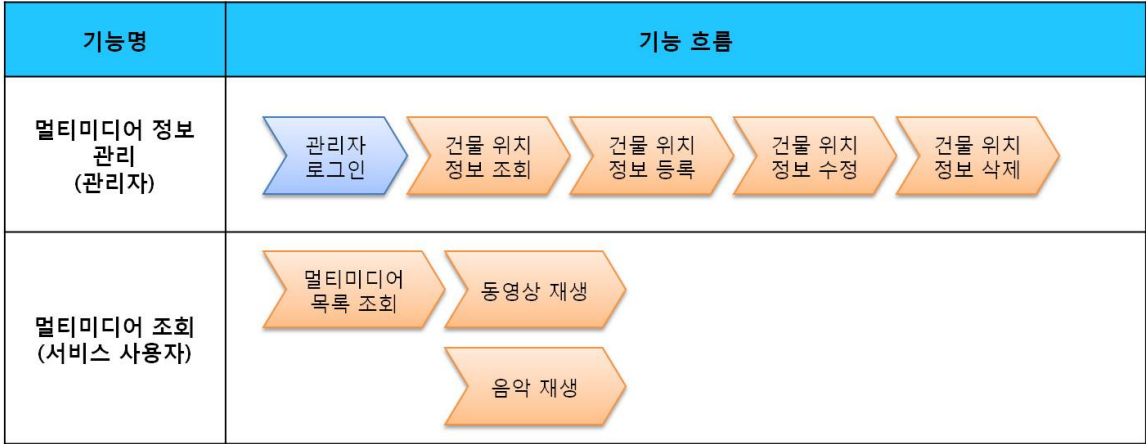 기능명
기능 흐름
멀티미디어 정보
관리
(관리자)
관리자
로그인
건물 위치
정보 조회
건물 위치
정보 등록
건물 위치
정보 수정
건물 위치
정보 삭제
멀티미디어 조회
(서비스 사용자)
멀티미디어
목록 조회
동영상 재생
음악 재생